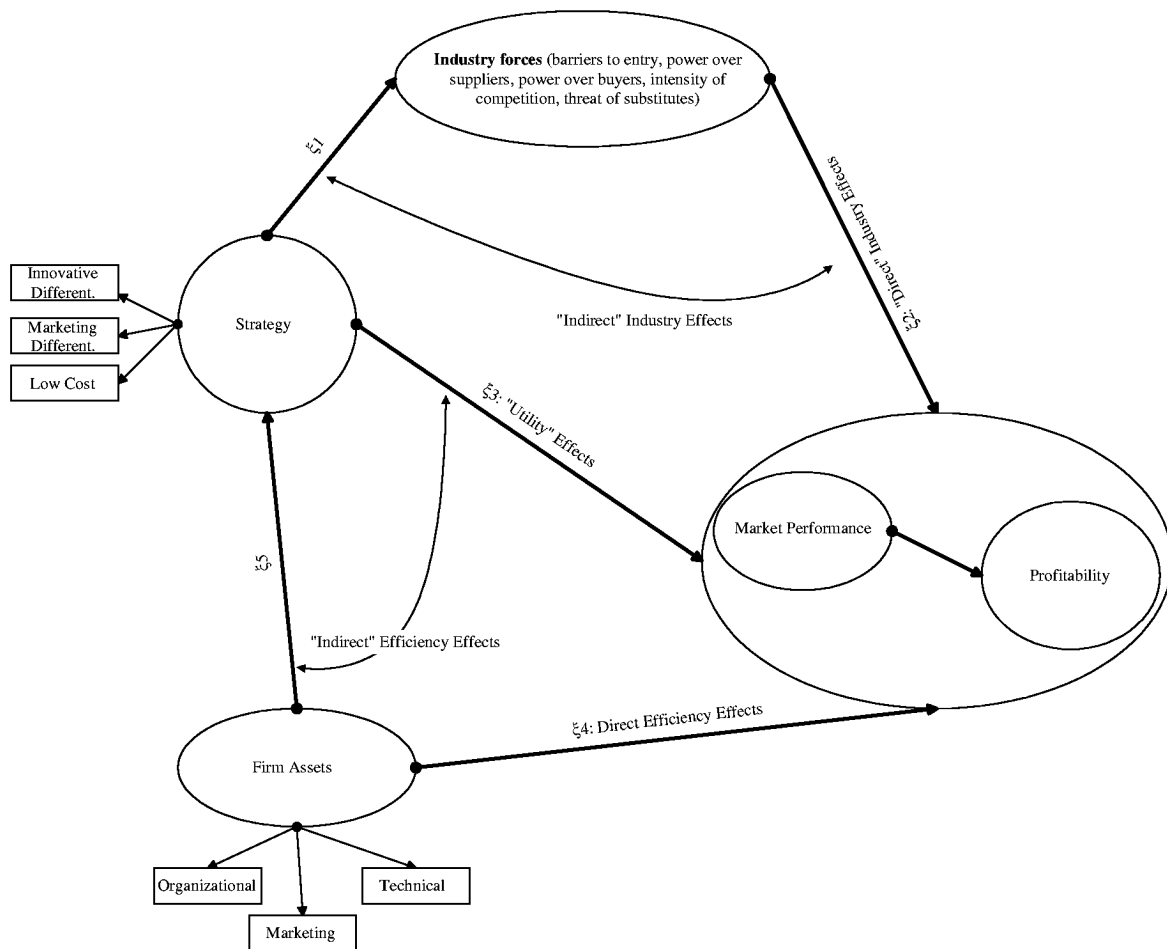 Industry forces (barriers to entry, power over
suppliers, power over buyers, intensity of
competition, threat of substitutes)
ξ1
ξ2: "Direct" Industry Effects
Innovative
Different.
Marketing
Different.
Low Cost
Strategy
"Indirect" Industry Effects
ξ3: "Utility" Effects
Market Performance
Profitability
ξ5
"Indirect" Efficiency Effects
ξ4: Direct Efficiency Effects
Firm Assets
Organizational
Technical
Marketing